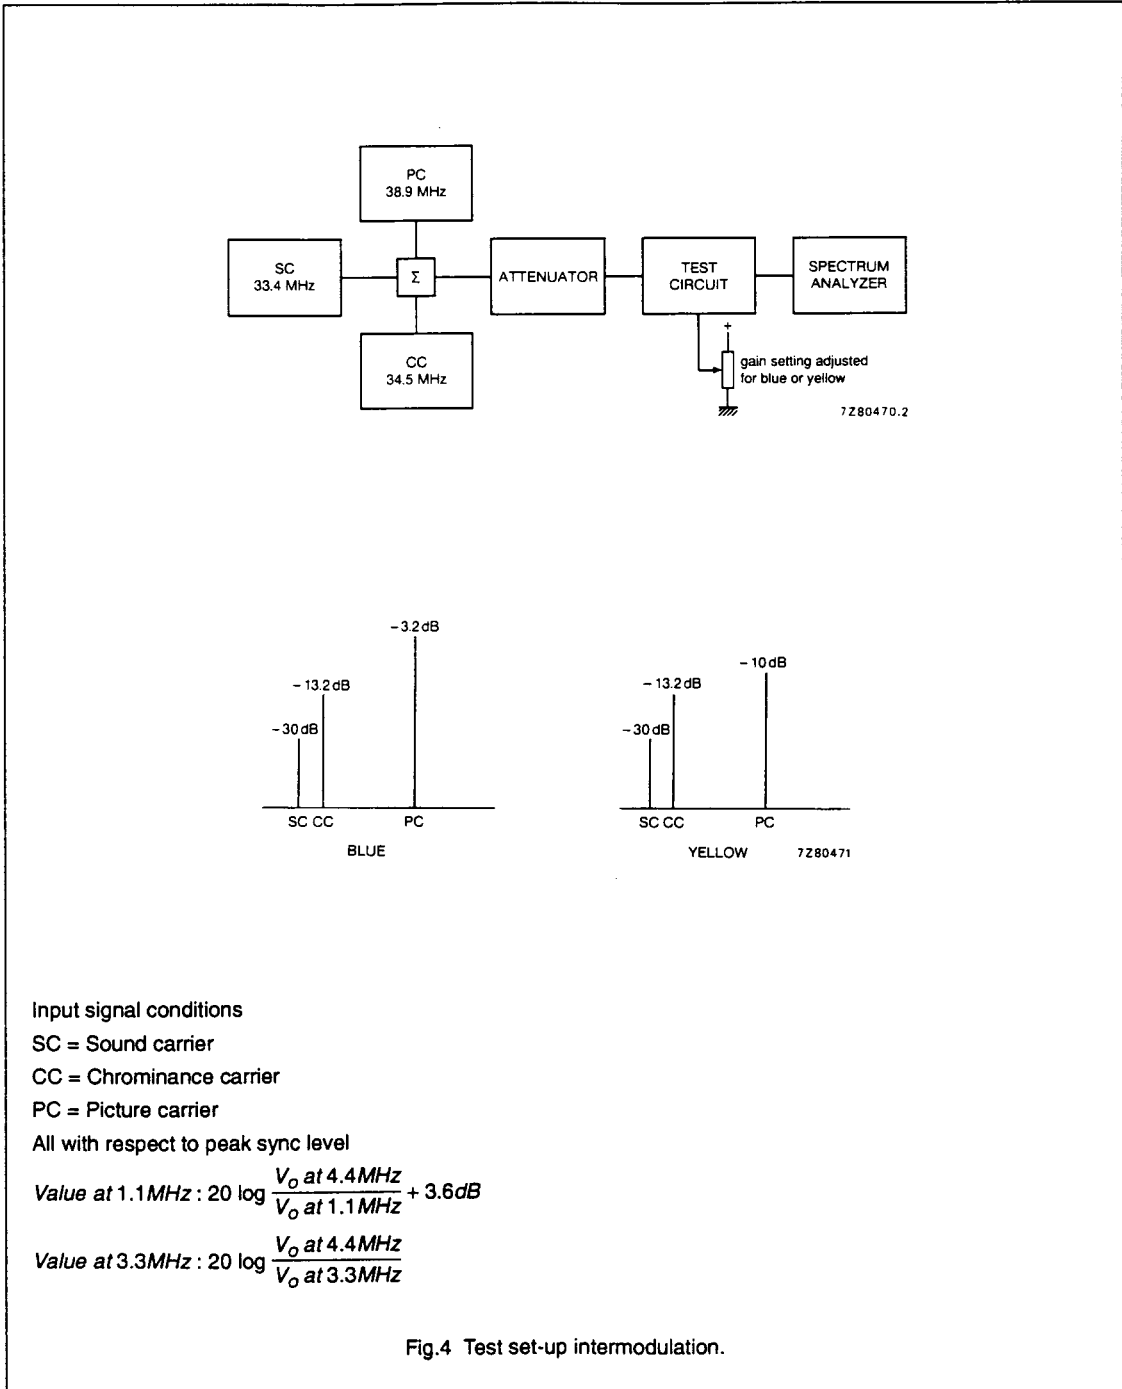 PC
38.9 MHz
SC
33.4 MHz
Σ
ATTENUATOR
TEST
CIRCUIT
SPECTRUM
ANALYZER
CC
34.5 MHz
+
gain setting adjusted
for blue or yellow
7Z80470.2
−3.2dB
−13.2dB
−30dB
SC CC PC
BLUE
−10dB
−13.2dB
−30dB
SC CC PC
YELLOW 7Z80471
Input signal conditions
SC = Sound carrier
CC = Chrominance carrier
PC = Picture carrier
All with respect to peak sync level
Value at 1.1MHz : 20 log V_o at 4.4MHz / V_o at 1.1MHz + 3.6dB
Value at 3.3MHz : 20 log V_o at 4.4MHz / V_o at 3.3MHz
Fig.4 Test set-up intermodulation.